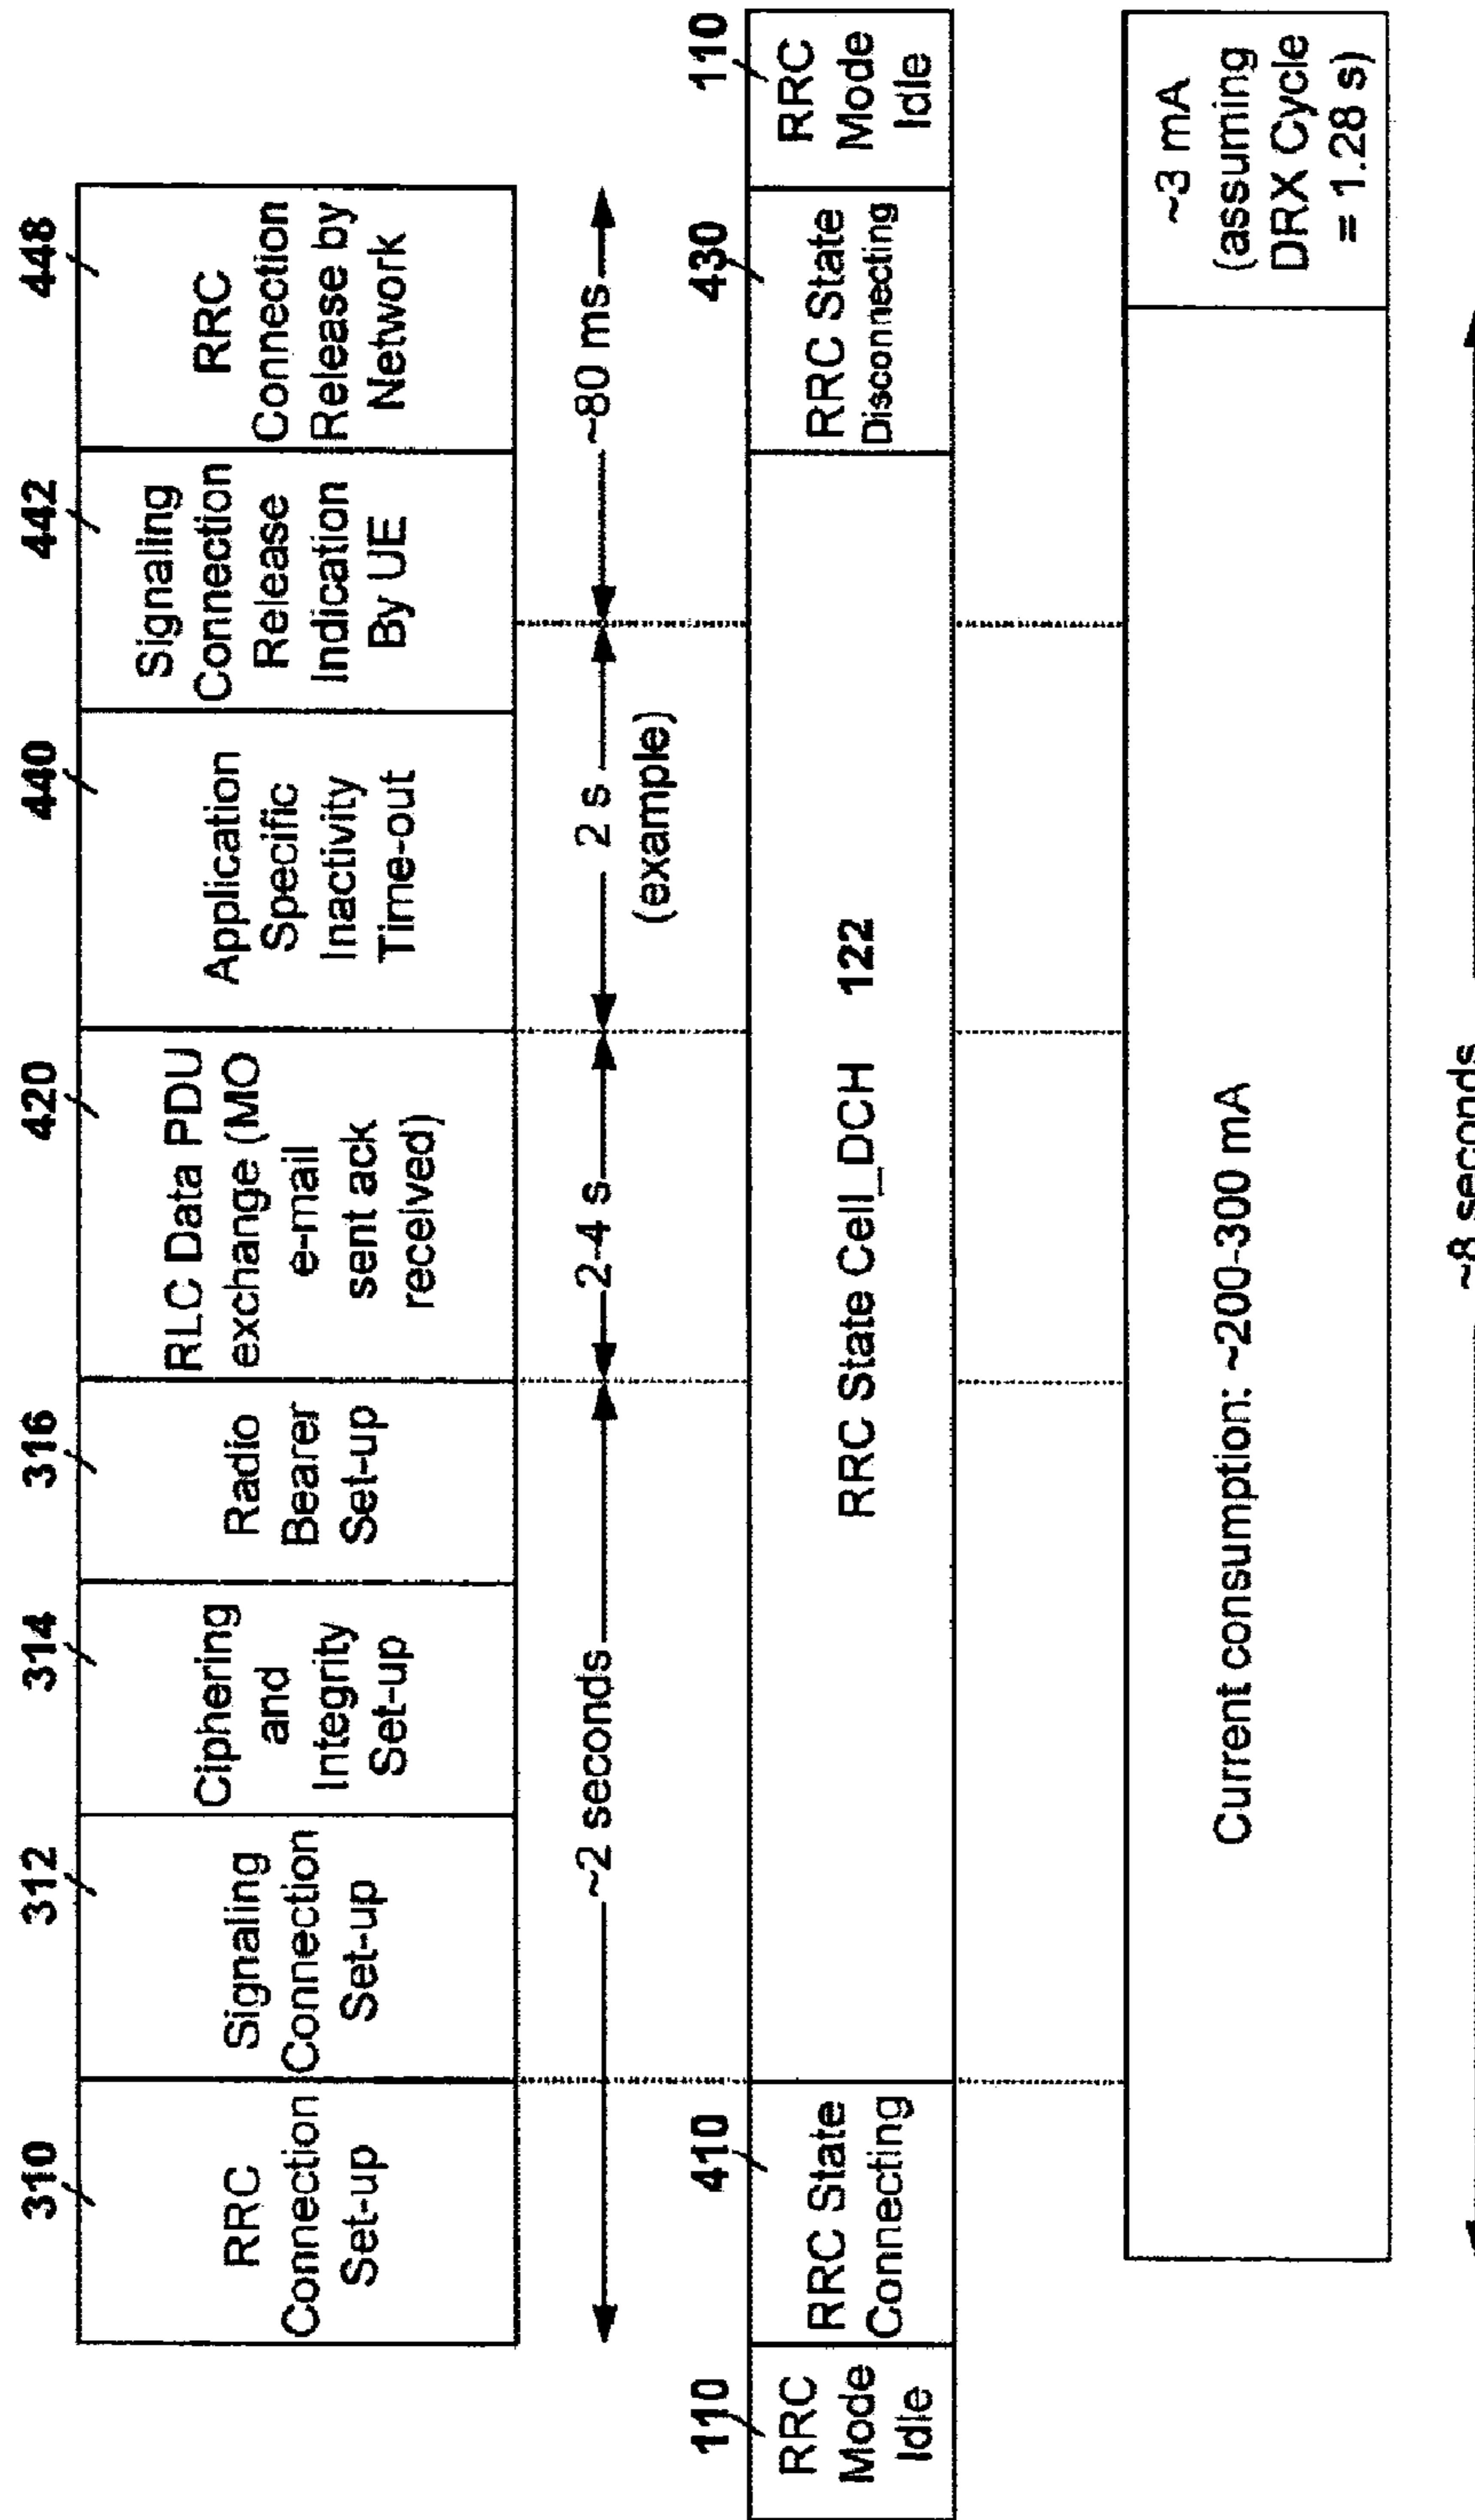 310
312
314
316
420
440
442
448
RRC
Connection
Set-up
Signaling
Connection
Set-up
Ciphering
and
Integrity
Set-up
Radio
Bearer
Set-up
RLC Data PDU
exchange (MO
e-mail
sent ack
received)
Application
Specific
Inactivity
Time-out
Signaling
Connection
Release
Indication
By UE
RRC
Connection
Release by
Network
~2 seconds
2-4 s
2 s
(example)
~80 ms
110
410
430
110
RRC
Mode
Idle
RRC State
Connecting
RRC State Cell_DCH 122
RRC State
Disconnecting
RRC
Mode
Idle
Current consumption: ~200-300 mA
~3 mA
(assuming
DRX Cycle
= 1.28 s)
~8 seconds